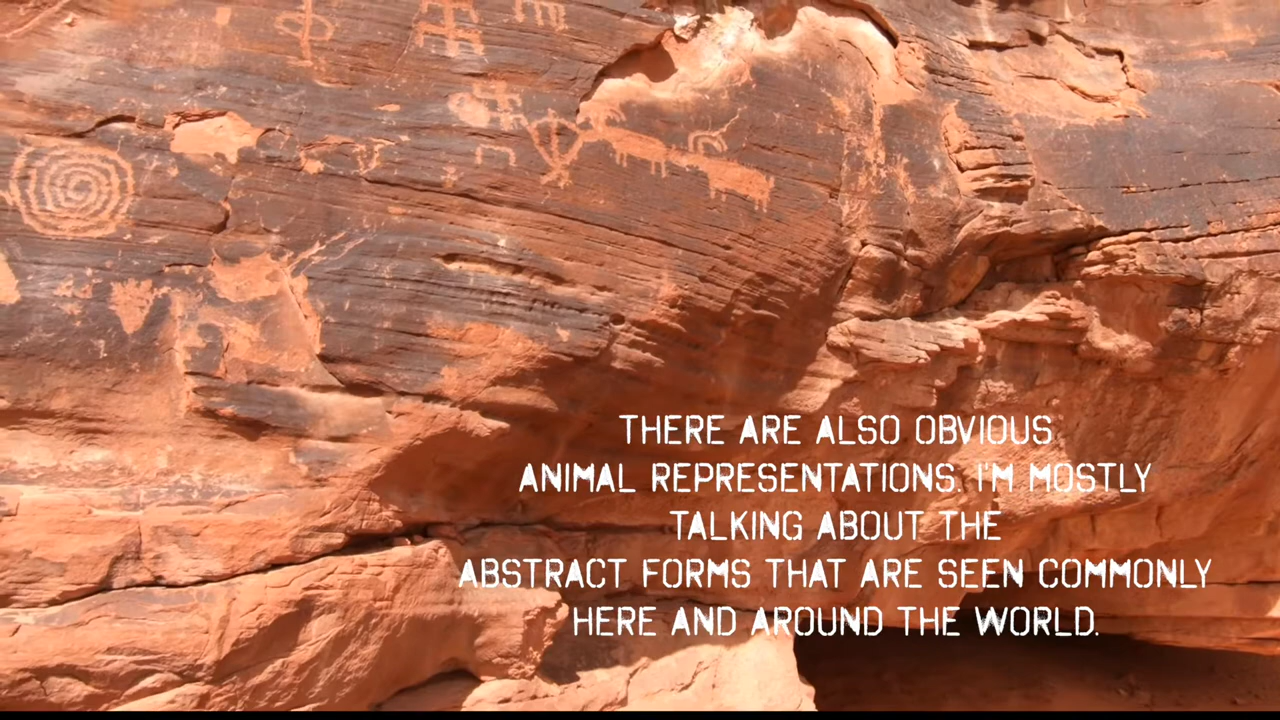 THERE ARE ALSO OBVIOUS
ANIMAL REPRESENTATIONS. I'M MOSTLY
TALKING ABOUT THE
ABSTRACT FORMS THAT ARE SEEN COMMONLY
HERE AND AROUND THE WORLD.